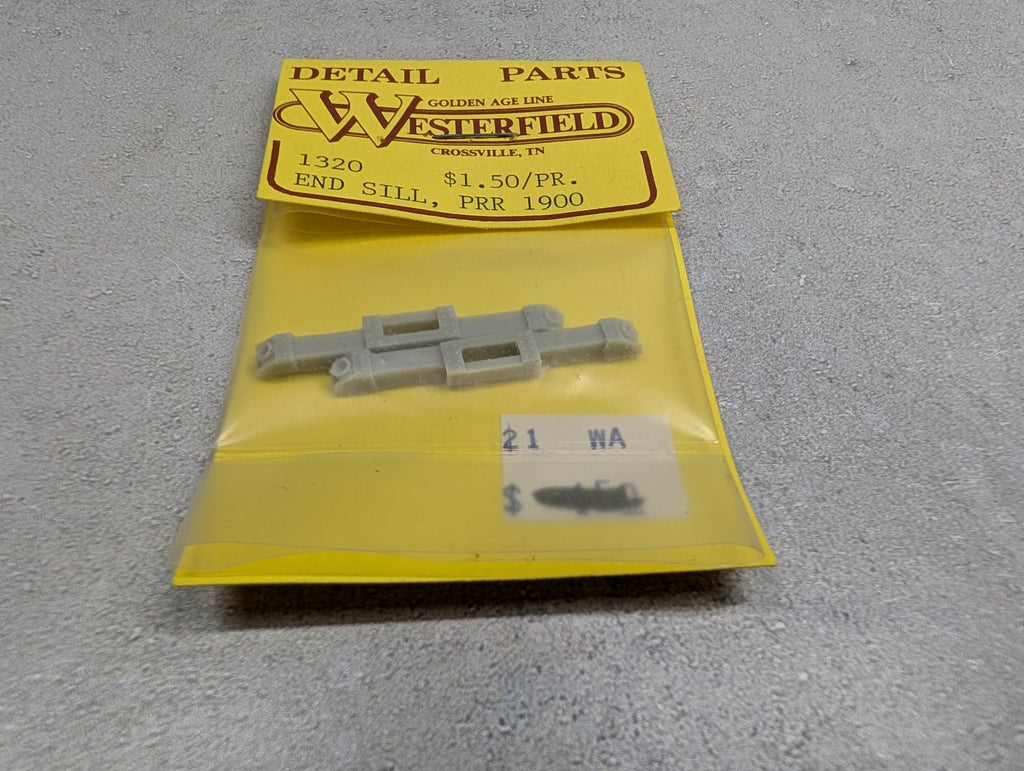 DETAIL PARTS
GOLDEN AGE LINE
WESTERFIELD
CROSSVILLE, TN
1320
$1.50/PR.
END SILL, PRR 1900
21 WA
$